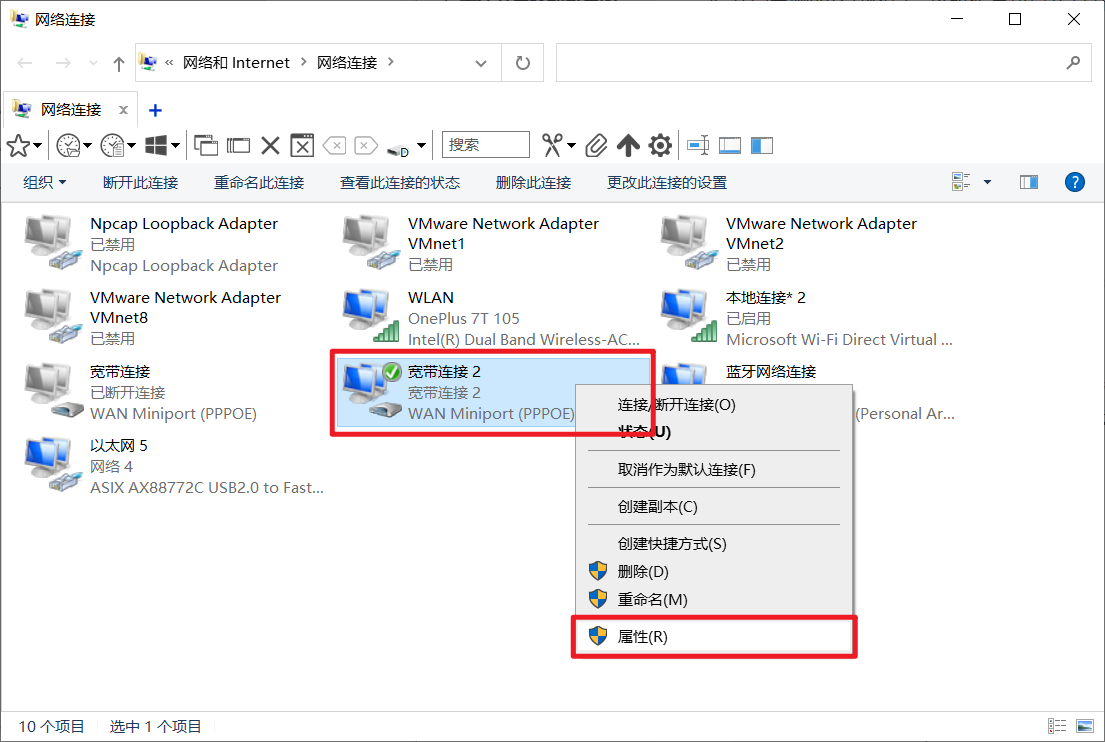 网络连接
« 网络和 Internet > 网络连接 >
网络连接 x +
搜索
组织 断开此连接 重命名此连接 查看此连接的状态 删除此连接 更改此连接的设置
Npcap Loopback Adapter
已禁用
Npcap Loopback Adapter
VMware Network Adapter
VMnet1
已禁用
VMware Network Adapter
VMnet2
已禁用
VMware Network Adapter
VMnet8
已禁用
WLAN
OnePlus 7T 105
Intel(R) Dual Band Wireless-AC...
本地连接* 2
已启用
Microsoft Wi-Fi Direct Virtual ...
宽带连接
已断开连接
WAN Miniport (PPPOE)
宽带连接 2
宽带连接 2
WAN Miniport (PPPOE)
蓝牙网络连接
(Personal Ar...
以太网 5
网络 4
ASIX AX88772C USB2.0 to Fast...
连接/断开连接(O)
状态(U)
取消作为默认连接(F)
创建副本(C)
创建快捷方式(S)
删除(D)
重命名(M)
属性(R)
10 个项目 选中 1 个项目